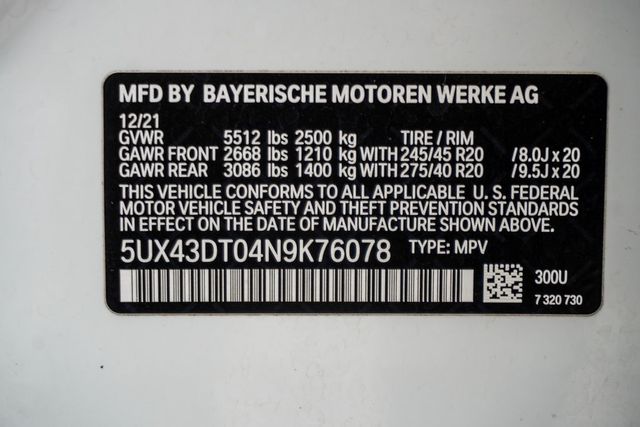 MFD BY BAYERISCHE MOTOREN WERKE AG
12/21
GVWR 5512 lbs 2500 kg TIRE / RIM
GAWR FRONT 2668 lbs 1210 kg WITH 245/45 R20 /8.0J x 20
GAWR REAR 3086 lbs 1400 kg WITH 275/40 R20 /9.5J x 20
THIS VEHICLE CONFORMS TO ALL APPLICABLE U. S. FEDERAL
MOTOR VEHICLE SAFETY AND THEFT PREVENTION STANDARDS
IN EFFECT ON THE DATE OF MANUFACTURE SHOWN ABOVE.
5UX43DT04N9K76078 TYPE: MPV
300U
7 320 730